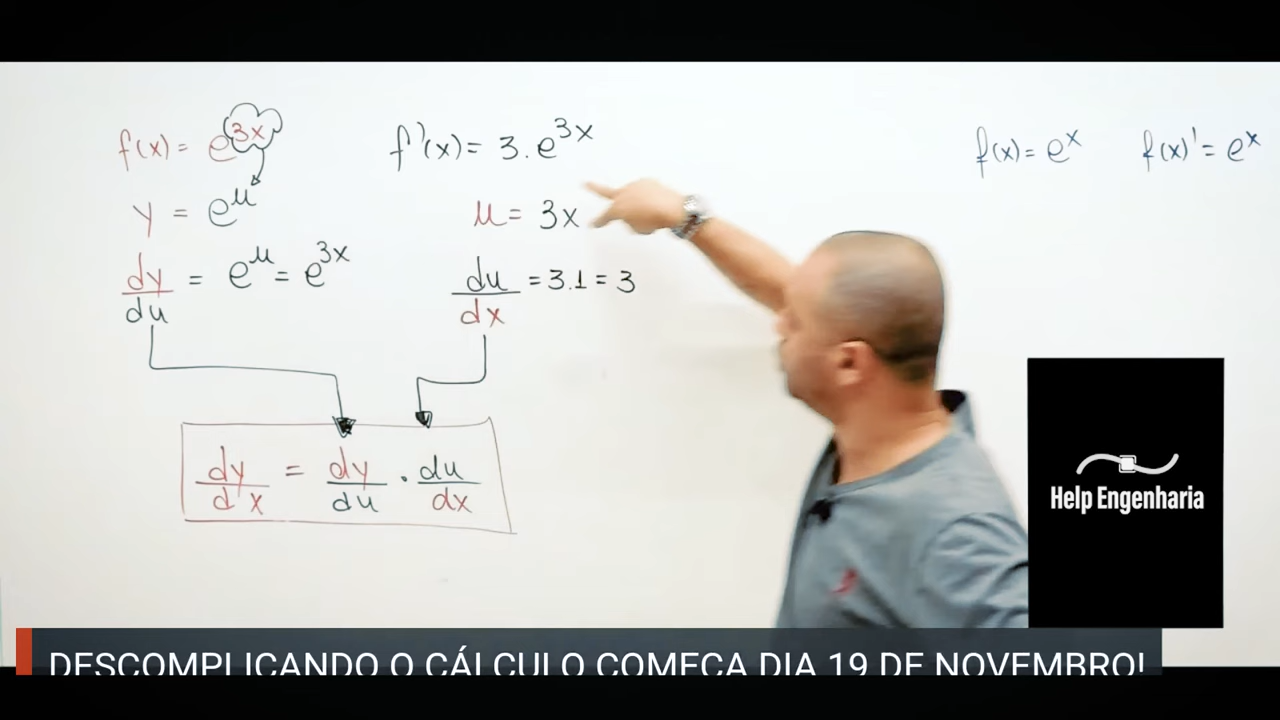 f(x) = e^3x
f'(x) = 3 . e^3x
f(x) = e^x
f(x)' = e^x
y = e^u
u = 3x
dy/du = e^u = e^3x
du/dx = 3.1 = 3
dy/dx = dy/du . du/dx
Help Engenharia
DESCOMPLICANDO O CÁLCULO COMEÇA DIA 19 DE NOVEMBRO!